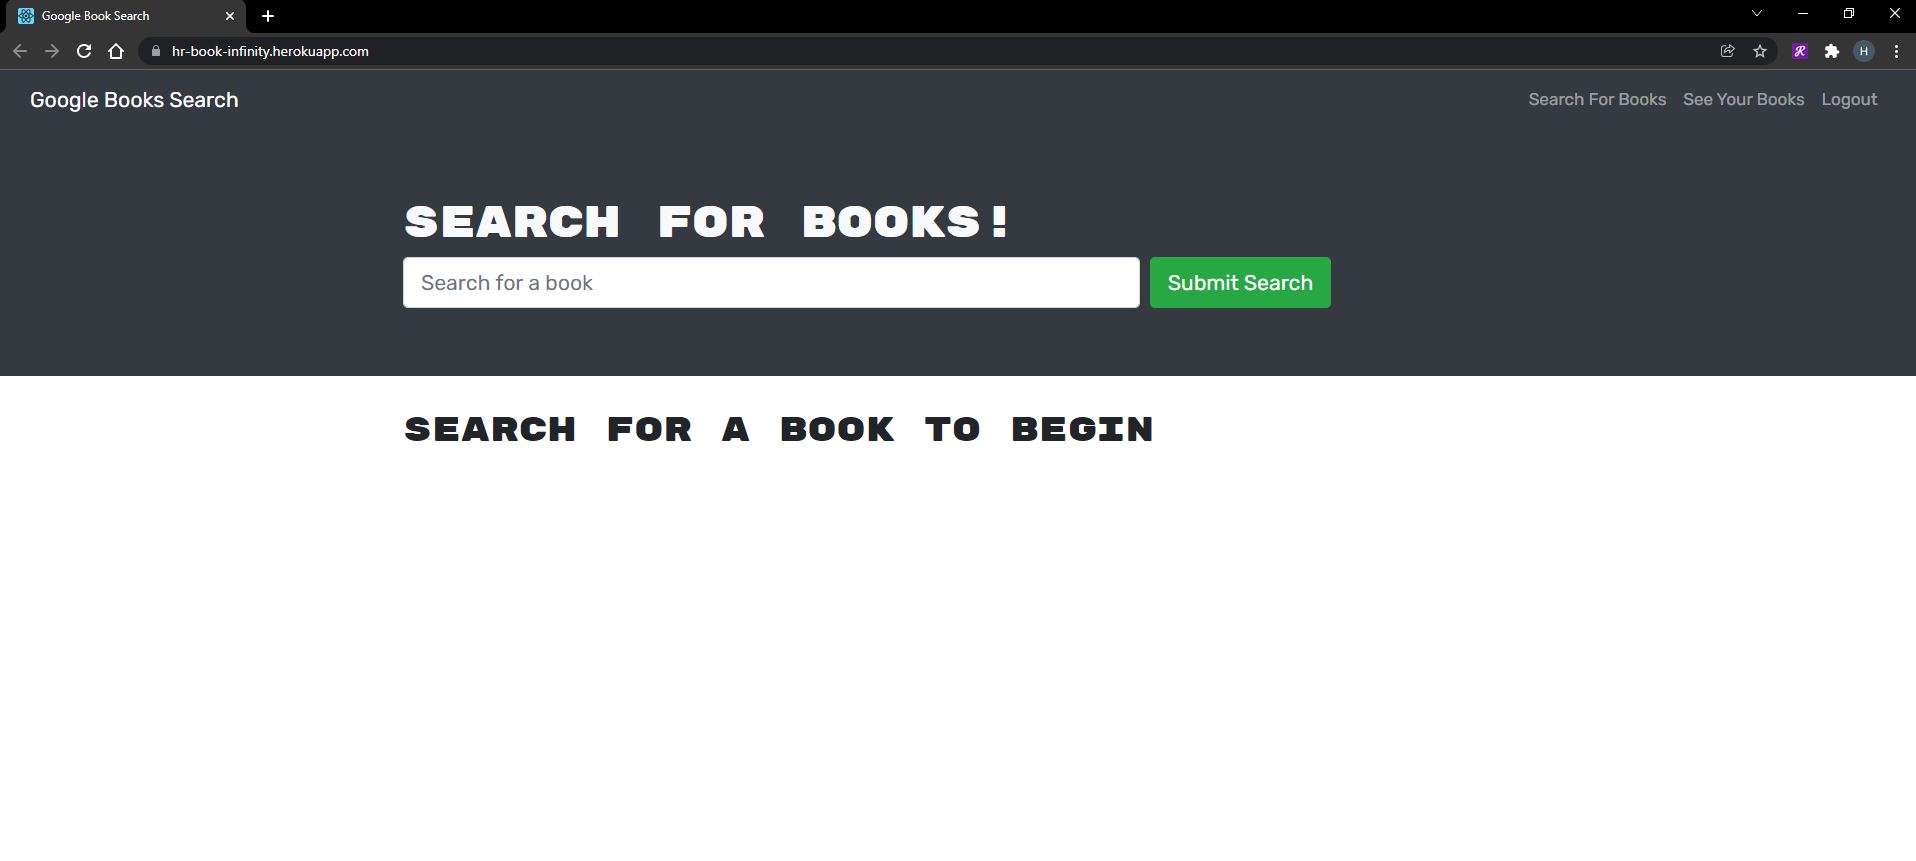 Google Book Search
hr-book-infinity.herokuapp.com
H
Google Books Search
Search For Books See Your Books Logout
SEARCH FOR BOOKS!
Search for a book
Submit Search
SEARCH FOR A BOOK TO BEGIN